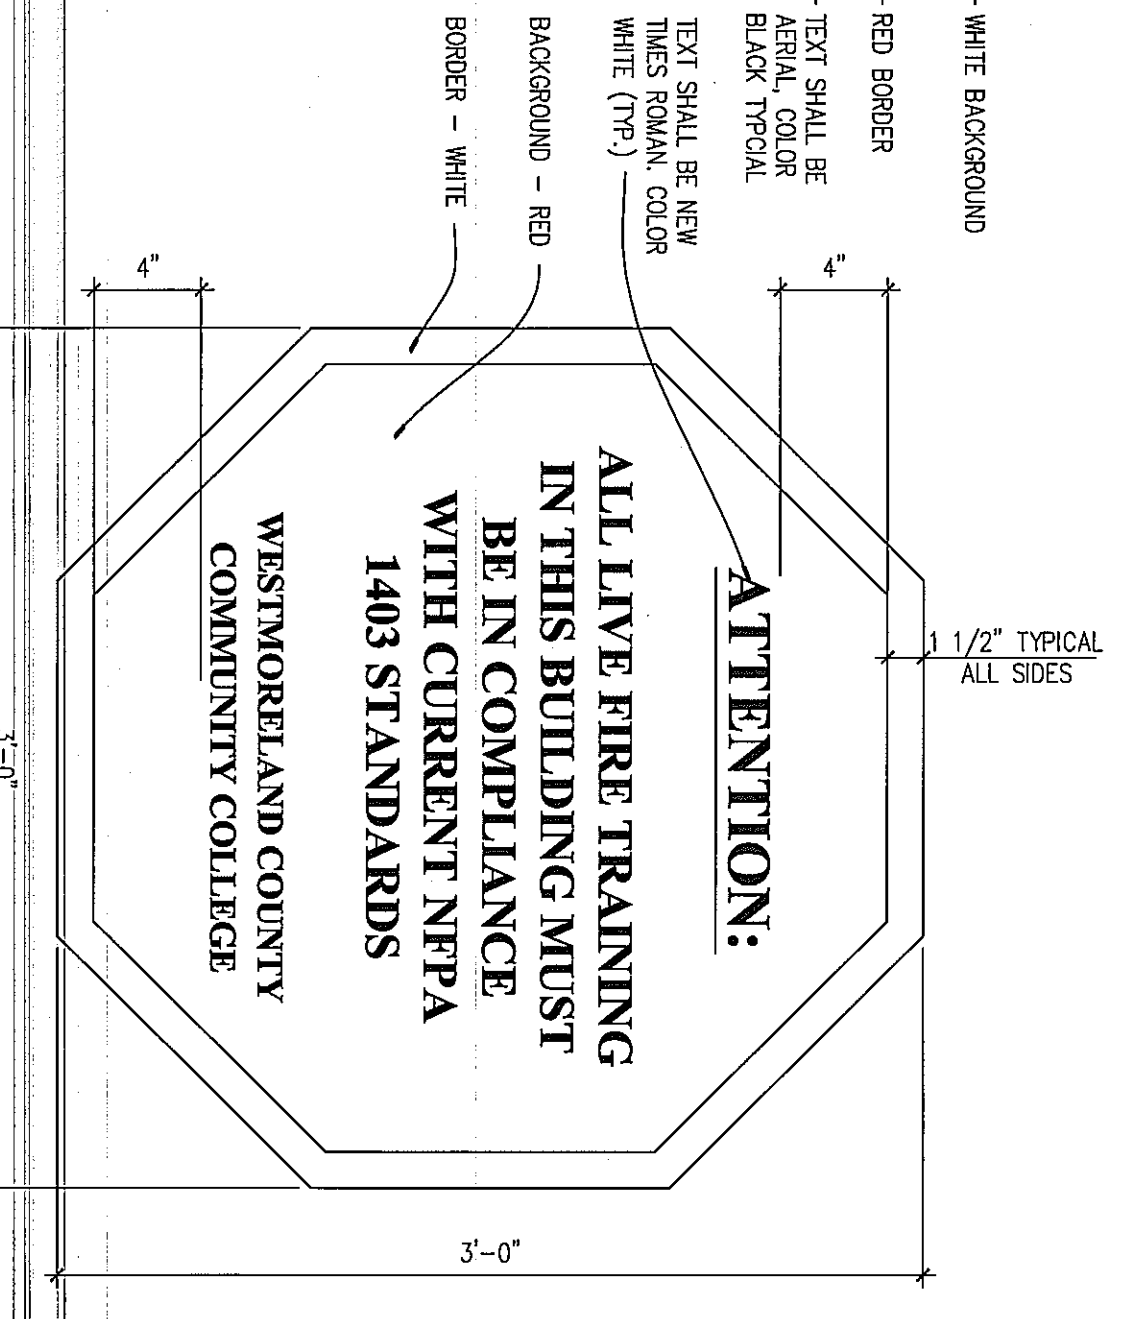 - WHITE BACKGROUND
- RED BORDER
- TEXT SHALL BE
AERIAL, COLOR
BLACK TYPCIAL
TEXT SHALL BE NEW
TIMES ROMAN. COLOR
WHITE (TYP.)
BACKGROUND - RED
BORDER - WHITE
4"
4"
1 1/2" TYPICAL
ALL SIDES
ATTENTION:
ALL LIVE FIRE TRAINING
IN THIS BUILDING MUST
BE IN COMPLIANCE
WITH CURRENT NFPA
1403 STANDARDS
WESTMORELAND COUNTY
COMMUNITY COLLEGE
3'-0"
3'-0"